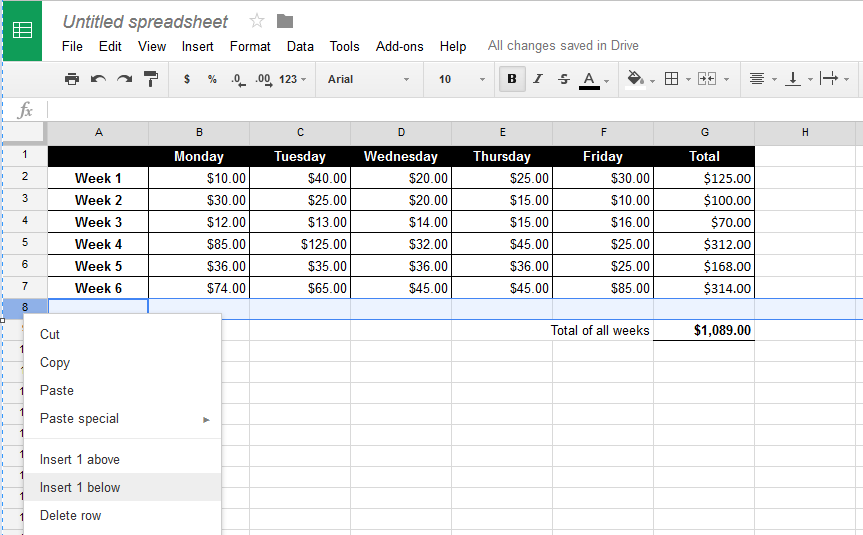 Untitled spreadsheet
File Edit View Insert Format Data Tools Add-ons Help All changes saved in Drive
$ % .0 .00 123 Arial 10 B I S A
fx
A B C D E F G H
1 Monday Tuesday Wednesday Thursday Friday Total
2 Week 1 $10.00 $40.00 $20.00 $25.00 $30.00 $125.00
3 Week 2 $30.00 $25.00 $20.00 $15.00 $10.00 $100.00
4 Week 3 $12.00 $13.00 $14.00 $15.00 $16.00 $70.00
5 Week 4 $85.00 $125.00 $32.00 $45.00 $25.00 $312.00
6 Week 5 $36.00 $35.00 $36.00 $36.00 $25.00 $168.00
7 Week 6 $74.00 $65.00 $45.00 $45.00 $85.00 $314.00
8
Total of all weeks $1,089.00
Cut
Copy
Paste
Paste special
Insert 1 above
Insert 1 below
Delete row